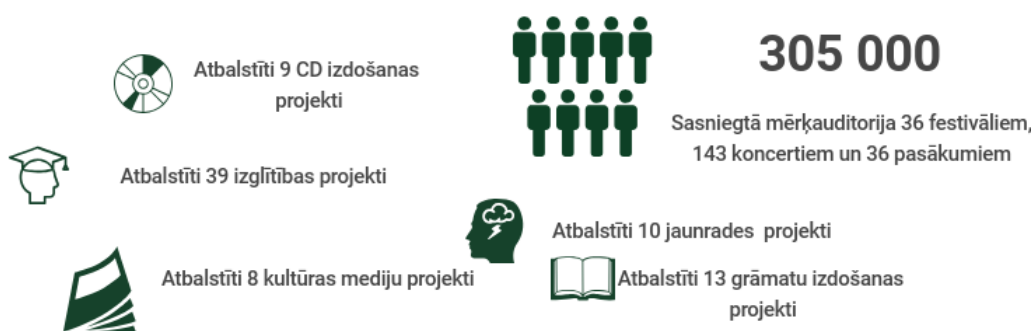 Atbalstīti 9 CD izdošanas
projekti
305 000
Sasniegtā mērķauditorija 36 festivāliem,
143 koncertiem un 36 pasākumiem
Atbalstīti 39 izglītības projekti
Atbalstīti 10 jaunrades projekti
Atbalstīti 8 kultūras mediju projekti
Atbalstīti 13 grāmatu izdošanas
projekti